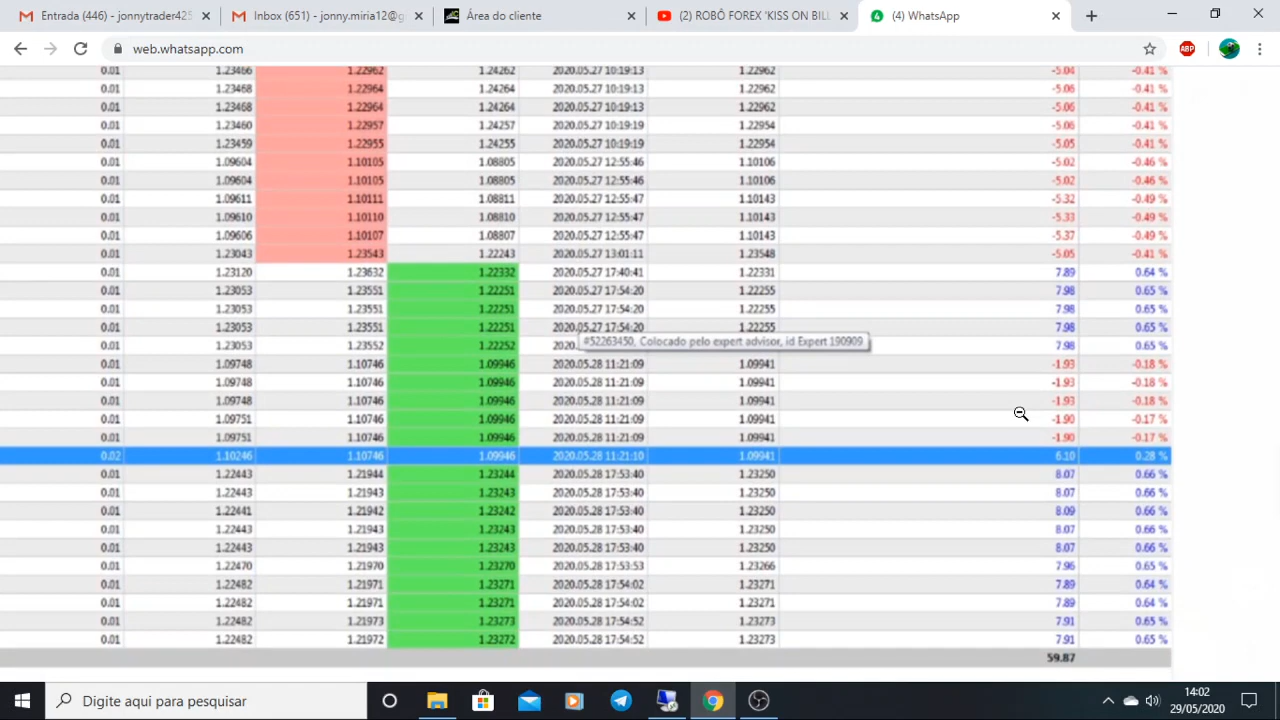 Entrada (446) - jonnytrader42
Inbox (651) - jonny.miria12@g
Área do cliente
(2) ROBÔ FOREX 'KISS ON BILL
(4) WhatsApp
web.whatsapp.com
ABP
0.01 1.23466 1.22962 1.24262 2020.05.27 10:19:13 1.22962 -5.04 -0.41 %
0.01 1.23468 1.22964 1.24264 2020.05.27 10:19:13 1.22962 -5.06 -0.41 %
0.01 1.23468 1.22964 1.24264 2020.05.27 10:19:13 1.22962 -5.06 -0.41 %
0.01 1.23460 1.22957 1.24257 2020.05.27 10:19:19 1.22954 -5.06 -0.41 %
0.01 1.23459 1.22955 1.24255 2020.05.27 10:19:19 1.22954 -5.05 -0.41 %
0.01 1.09604 1.10105 1.08805 2020.05.27 12:55:46 1.10106 -5.02 -0.46 %
0.01 1.09604 1.10105 1.08805 2020.05.27 12:55:46 1.10106 -5.02 -0.46 %
0.01 1.09611 1.10111 1.08811 2020.05.27 12:55:47 1.10143 -5.32 -0.49 %
0.01 1.09610 1.10110 1.08810 2020.05.27 12:55:47 1.10143 -5.33 -0.49 %
0.01 1.09606 1.10107 1.08807 2020.05.27 12:55:47 1.10143 -5.37 -0.49 %
0.01 1.23043 1.23543 1.22243 2020.05.27 13:01:11 1.23548 -5.05 -0.41 %
0.01 1.23120 1.23632 1.22332 2020.05.27 17:40:41 1.22331 7.89 0.64 %
0.01 1.23053 1.23551 1.22251 2020.05.27 17:54:20 1.22255 7.98 0.65 %
0.01 1.23053 1.23551 1.22251 2020.05.27 17:54:20 1.22255 7.98 0.65 %
0.01 1.23053 1.23551 1.22251 2020.05.27 17:54:20 1.22255 7.98 0.65 %
#52263450, Colocado pelo expert advisor, id Expert 190909
0.01 1.23053 1.23552 1.22252 2020. 7.98 0.65 %
0.01 1.09748 1.10746 1.09946 2020.05.28 11:21:09 1.09941 -1.93 -0.18 %
0.01 1.09748 1.10746 1.09946 2020.05.28 11:21:09 1.09941 -1.93 -0.18 %
0.01 1.09748 1.10746 1.09946 2020.05.28 11:21:09 1.09941 -1.93 -0.18 %
0.01 1.09751 1.10746 1.09946 2020.05.28 11:21:09 1.09941 -1.90 -0.17 %
0.01 1.09751 1.10746 1.09946 2020.05.28 11:21:09 1.09941 -1.90 -0.17 %
0.02 1.10246 1.10746 1.09946 2020.05.28 11:21:10 1.09941 6.10 0.28 %
0.01 1.22443 1.21944 1.23244 2020.05.28 17:53:40 1.23250 8.07 0.66 %
0.01 1.22443 1.21943 1.23243 2020.05.28 17:53:40 1.23250 8.07 0.66 %
0.01 1.22441 1.21942 1.23242 2020.05.28 17:53:40 1.23250 8.09 0.66 %
0.01 1.22443 1.21943 1.23243 2020.05.28 17:53:40 1.23250 8.07 0.66 %
0.01 1.22443 1.21943 1.23243 2020.05.28 17:53:40 1.23250 8.07 0.66 %
0.01 1.22470 1.21970 1.23270 2020.05.28 17:53:53 1.23266 7.96 0.65 %
0.01 1.22482 1.21971 1.23271 2020.05.28 17:54:02 1.23271 7.89 0.64 %
0.01 1.22482 1.21971 1.23271 2020.05.28 17:54:02 1.23271 7.89 0.64 %
0.01 1.22482 1.21973 1.23273 2020.05.28 17:54:52 1.23273 7.91 0.65 %
0.01 1.22482 1.21972 1.23272 2020.05.28 17:54:52 1.23273 7.91 0.65 %
59.87
Digite aqui para pesquisar
14:02
29/05/2020